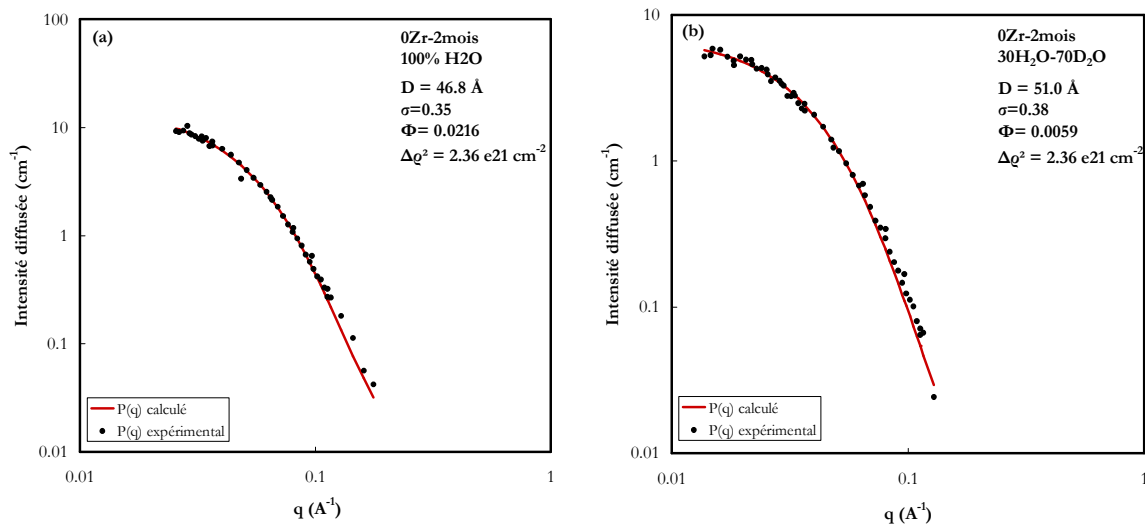 (a)
0Zr-2mois
100% H2O
D = 46.8 Å
σ=0.35
Φ= 0.0216
Δϱ² = 2.36 e21 cm⁻²
Intensité diffusée (cm⁻¹)
100
10
1
0.1
0.01
P(q) calculé
P(q) expérimental
0.01
0.1
1
q (A⁻¹)
(b)
0Zr-2mois
30H₂O-70D₂O
D = 51.0 Å
σ=0.38
Φ= 0.0059
Δϱ² = 2.36 e21 cm⁻²
Intensité diffusée (cm⁻¹)
10
1
0.1
0.01
P(q) calculé
P(q) expérimental
0.01
0.1
1
q (A⁻¹)